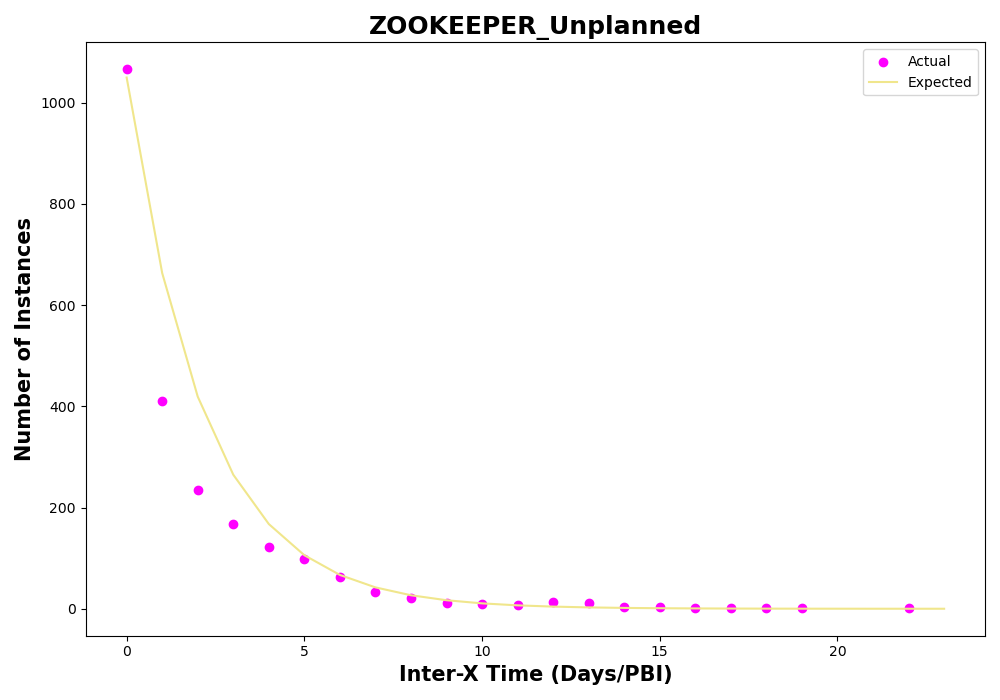 ZOOKEEPER_Unplanned
Actual
Expected
Number of Instances
1000
800
600
400
200
0
0 5 10 15 20
Inter-X Time (Days/PBI)